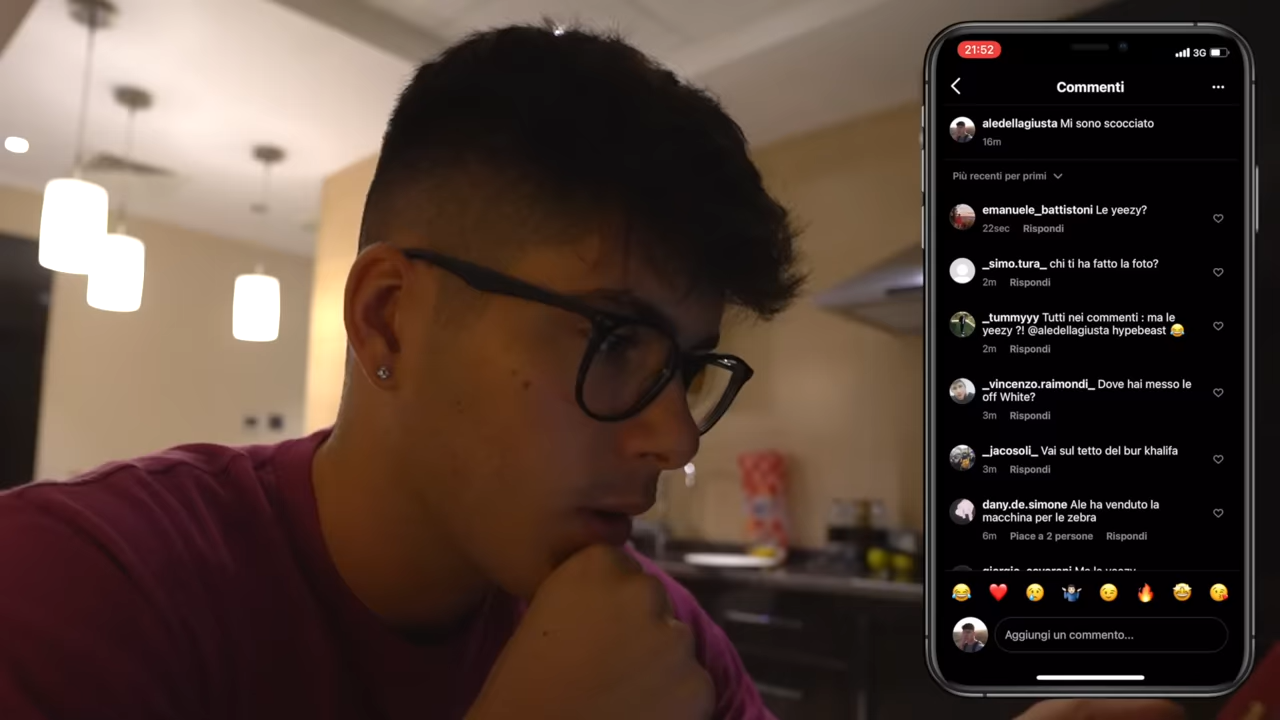 21:52
3G
Commenti
aledellagiusta Mi sono scocciato
16m
Più recenti per primi
emanuele_battistoni Le yeezy?
22sec Rispondi
_simo.tura_ chi ti ha fatto la foto?
2m Rispondi
_tummyyy Tutti nei commenti : ma le
yeezy ?! @aledellagiusta hypebeast 😂
2m Rispondi
_vincenzo.raimondi_ Dove hai messo le
off White?
3m Rispondi
_jacosoli_ Vai sul tetto del bur khalifa
3m Rispondi
dany.de.simone Ale ha venduto la
macchina per le zebra
6m Piace a 2 persone Rispondi
Aggiungi un commento...